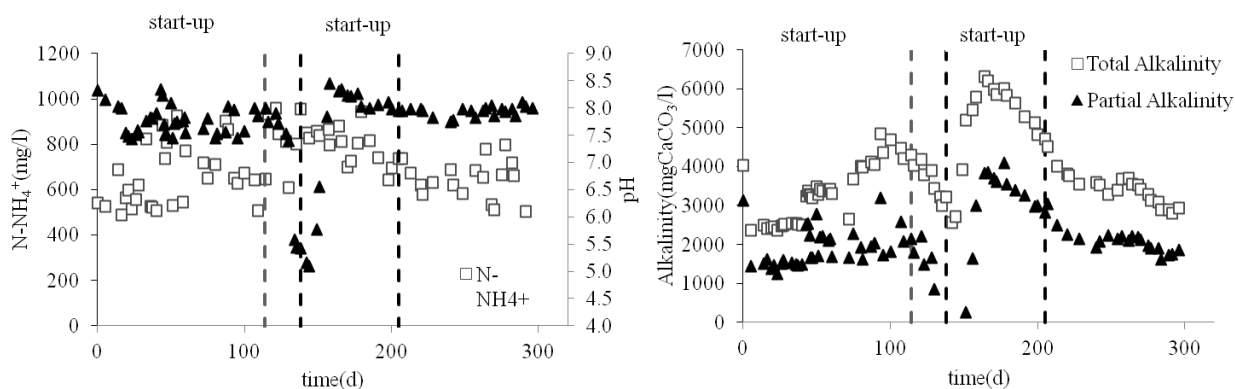 start-up start-up
1200
1000
800
600
400
200
0
N-NH₄⁺(mg/l)
9.0
8.5
8.0
7.5
7.0
6.5
6.0
5.5
5.0
4.5
4.0
pH
N-
NH4+
0 100 200 300
time(d)
start-up start-up
7000
6000
5000
4000
3000
2000
1000
0
Alkalinity(mgCaCO₃/l)
Total Alkalinity
Partial Alkalinity
0 100 200 300
time(d)